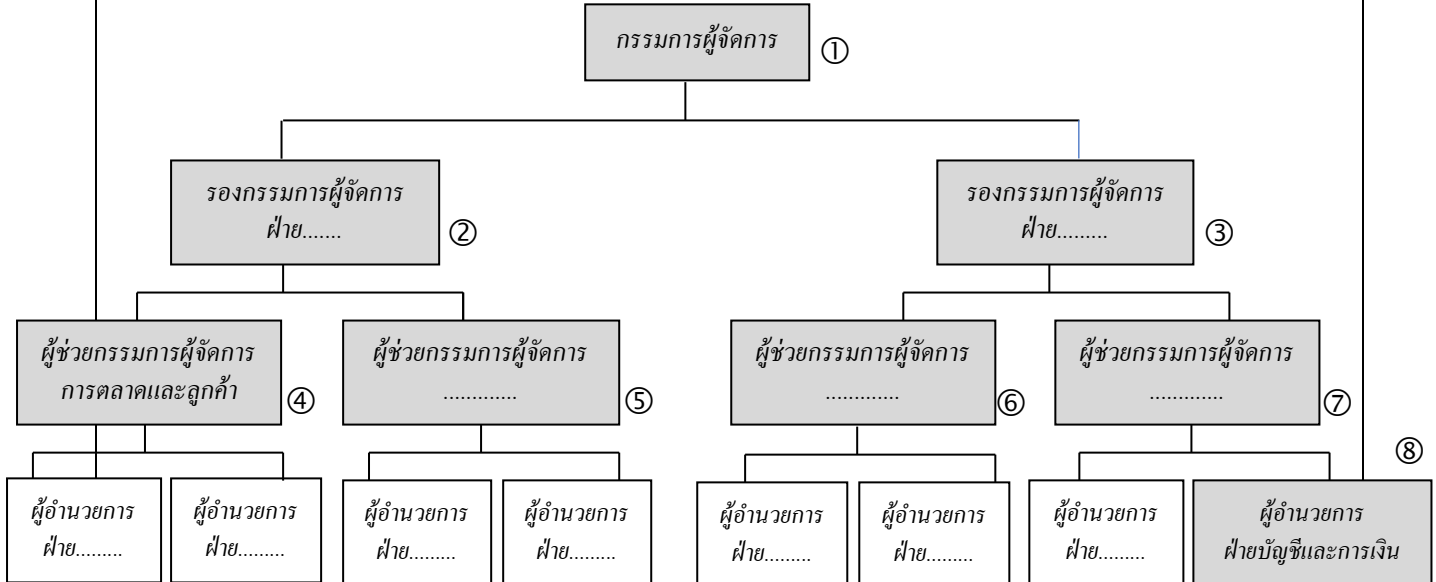 กรรมการผู้จัดการ
①
รองกรรมการผู้จัดการ
ฝ่าย.......
②
รองกรรมการผู้จัดการ
ฝ่าย.........
③
ผู้ช่วยกรรมการผู้จัดการ
การตลาดและลูกค้า
④
ผู้ช่วยกรรมการผู้จัดการ
.............
⑤
ผู้ช่วยกรรมการผู้จัดการ
.............
⑥
ผู้ช่วยกรรมการผู้จัดการ
.............
⑦
⑧
ผู้อำนวยการ
ฝ่าย.........
ผู้อำนวยการ
ฝ่าย.........
ผู้อำนวยการ
ฝ่าย.........
ผู้อำนวยการ
ฝ่าย.........
ผู้อำนวยการ
ฝ่าย.........
ผู้อำนวยการ
ฝ่าย.........
ผู้อำนวยการ
ฝ่าย.........
ผู้อำนวยการ
ฝ่ายบัญชีและการเงิน